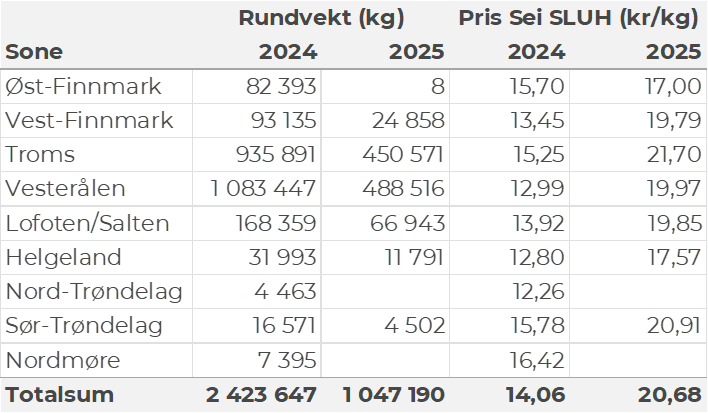 Rundvekt (kg) Pris Sei SLUH (kr/kg)
Sone 2024 2025 2024 2025
Øst-Finnmark 82 393 8 15,70 17,00
Vest-Finnmark 93 135 24 858 13,45 19,79
Troms 935 891 450 571 15,25 21,70
Vesterålen 1 083 447 488 516 12,99 19,97
Lofoten/Salten 168 359 66 943 13,92 19,85
Helgeland 31 993 11 791 12,80 17,57
Nord-Trøndelag 4 463 12,26
Sør-Trøndelag 16 571 4 502 15,78 20,91
Nordmøre 7 395 16,42
Totalsum 2 423 647 1 047 190 14,06 20,68